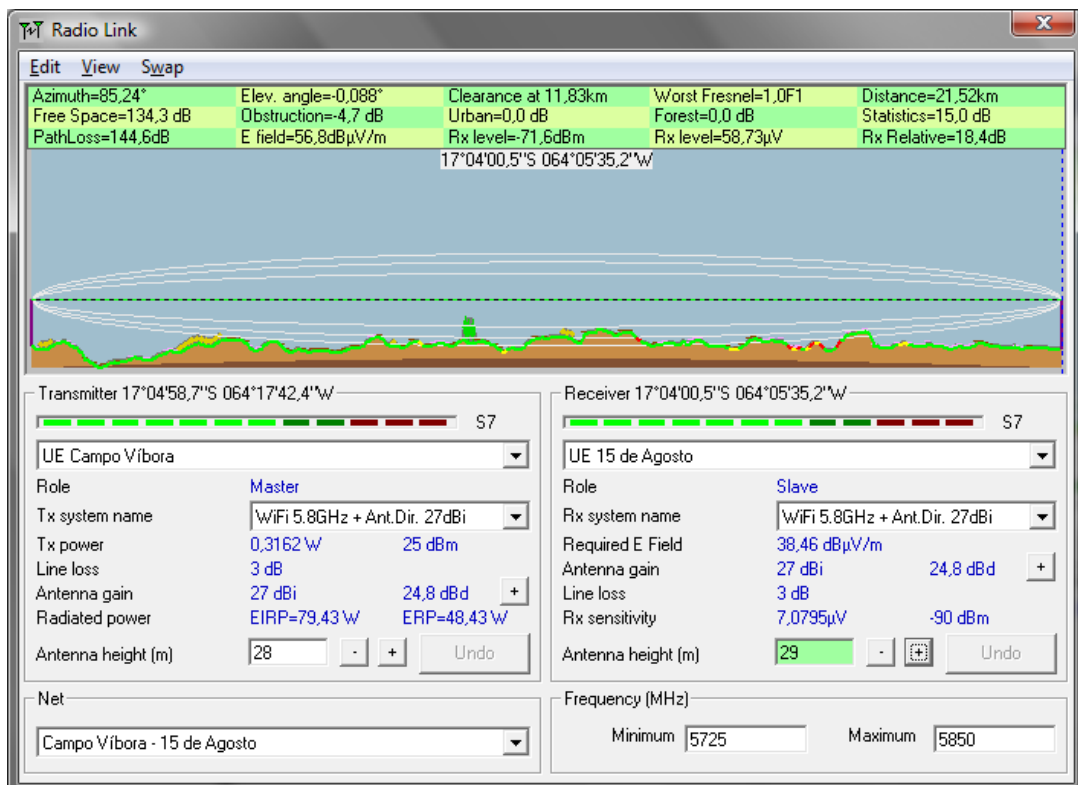 Radio Link
Edit View Swap
Azimuth=85,24° Elev. angle=-0,088° Clearance at 11,83km Worst Fresnel=1,0F1 Distance=21,52km
Free Space=134,3 dB Obstruction=-4,7 dB Urban=0,0 dB Forest=0,0 dB Statistics=15,0 dB
PathLoss=144,6dB E field=56,8dBµV/m Rx level=-71,6dBm Rx level=58,73µV Rx Relative=18,4dB
17°04'00,5"S 064°05'35,2"W
Transmitter 17°04'58,7"S 064°17'42,4"W
S7
UE Campo Víbora
Role Master
Tx system name WiFi 5.8GHz + Ant.Dir. 27dBi
Tx power 0,3162 W 25 dBm
Line loss 3 dB
Antenna gain 27 dBi 24,8 dBd +
Radiated power EIRP=79,43 W ERP=48,43 W
Antenna height (m) 28 - + Undo
Net
Campo Víbora - 15 de Agosto
Receiver 17°04'00,5"S 064°05'35,2"W
S7
UE 15 de Agosto
Role Slave
Rx system name WiFi 5.8GHz + Ant.Dir. 27dBi
Required E Field 38,46 dBµV/m
Antenna gain 27 dBi 24,8 dBd +
Line loss 3 dB
Rx sensitivity 7,0795µV -90 dBm
Antenna height (m) 29 - + Undo
Frequency (MHz)
Minimum 5725 Maximum 5850